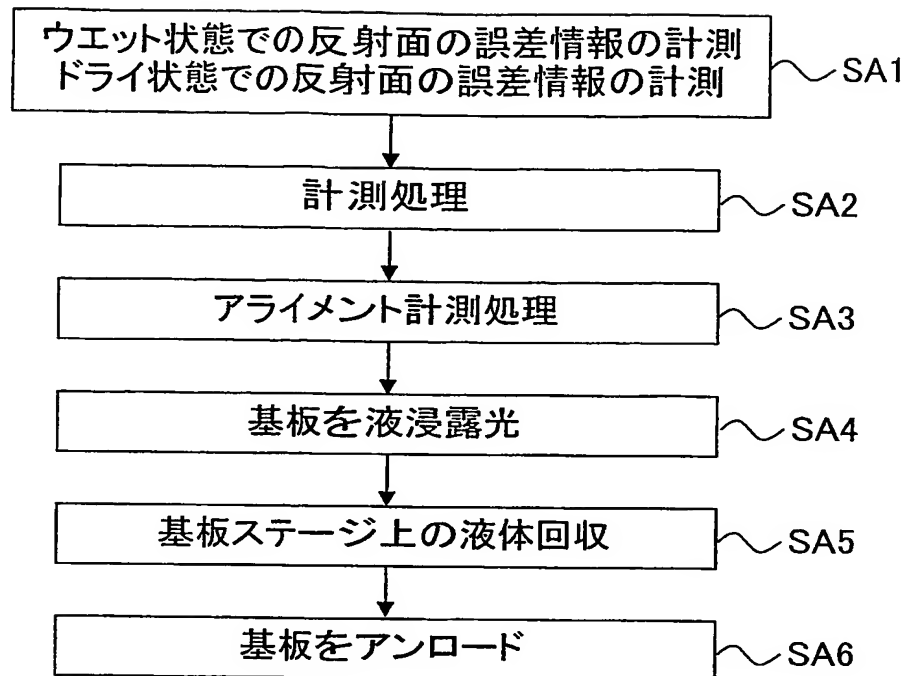 ウエット状態での反射面の誤差情報の計測
ドライ状態での反射面の誤差情報の計測
SA1
計測処理
SA2
アライメント計測処理
SA3
基板を液浸露光
SA4
基板ステージ上の液体回収
SA5
基板をアンロード
SA6